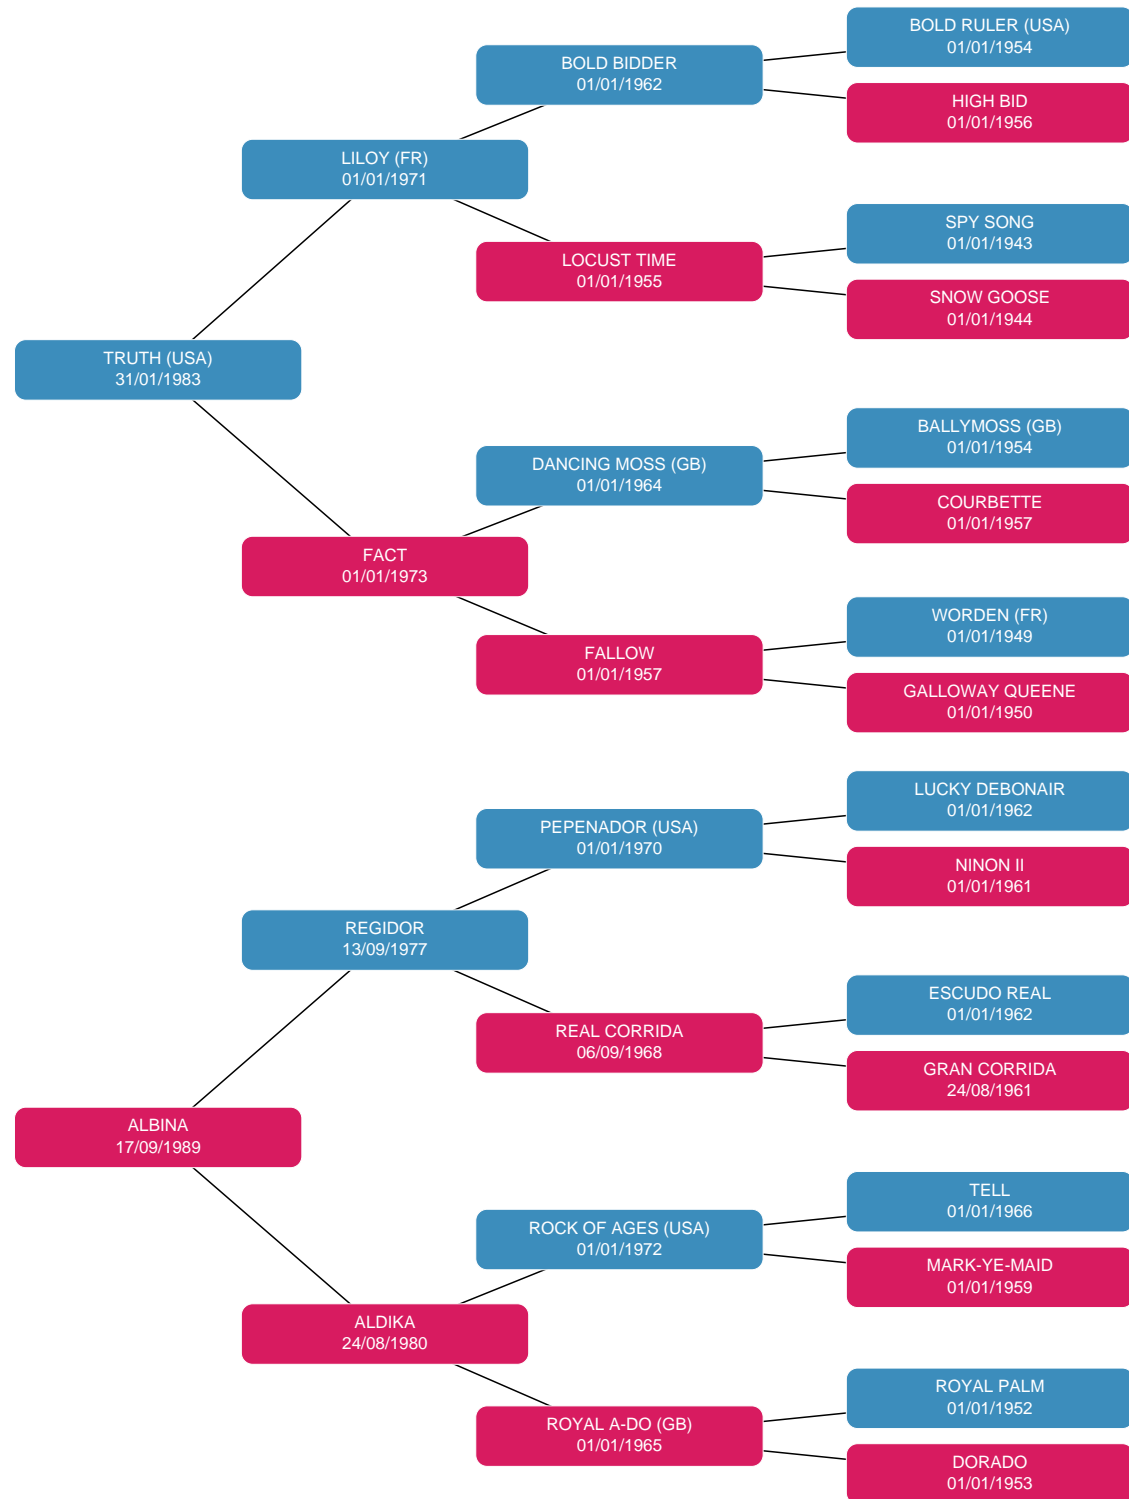 BOLD RULER (USA)
01/01/1954
BOLD BIDDER
01/01/1962
HIGH BID
01/01/1956
LILOY (FR)
01/01/1971
SPY SONG
01/01/1943
LOCUST TIME
01/01/1955
SNOW GOOSE
01/01/1944
TRUTH (USA)
31/01/1983
BALLYMOSS (GB)
01/01/1954
DANCING MOSS (GB)
01/01/1964
COURBETTE
01/01/1957
FACT
01/01/1973
WORDEN (FR)
01/01/1949
FALLOW
01/01/1957
GALLOWAY QUEENE
01/01/1950
LUCKY DEBONAIR
01/01/1962
PEPENADOR (USA)
01/01/1970
NINON II
01/01/1961
REGIDOR
13/09/1977
ESCUDO REAL
01/01/1962
REAL CORRIDA
06/09/1968
GRAN CORRIDA
24/08/1961
ALBINA
17/09/1989
TELL
01/01/1966
ROCK OF AGES (USA)
01/01/1972
MARK-YE-MAID
01/01/1959
ALDIKA
24/08/1980
ROYAL PALM
01/01/1952
ROYAL A-DO (GB)
01/01/1965
DORADO
01/01/1953